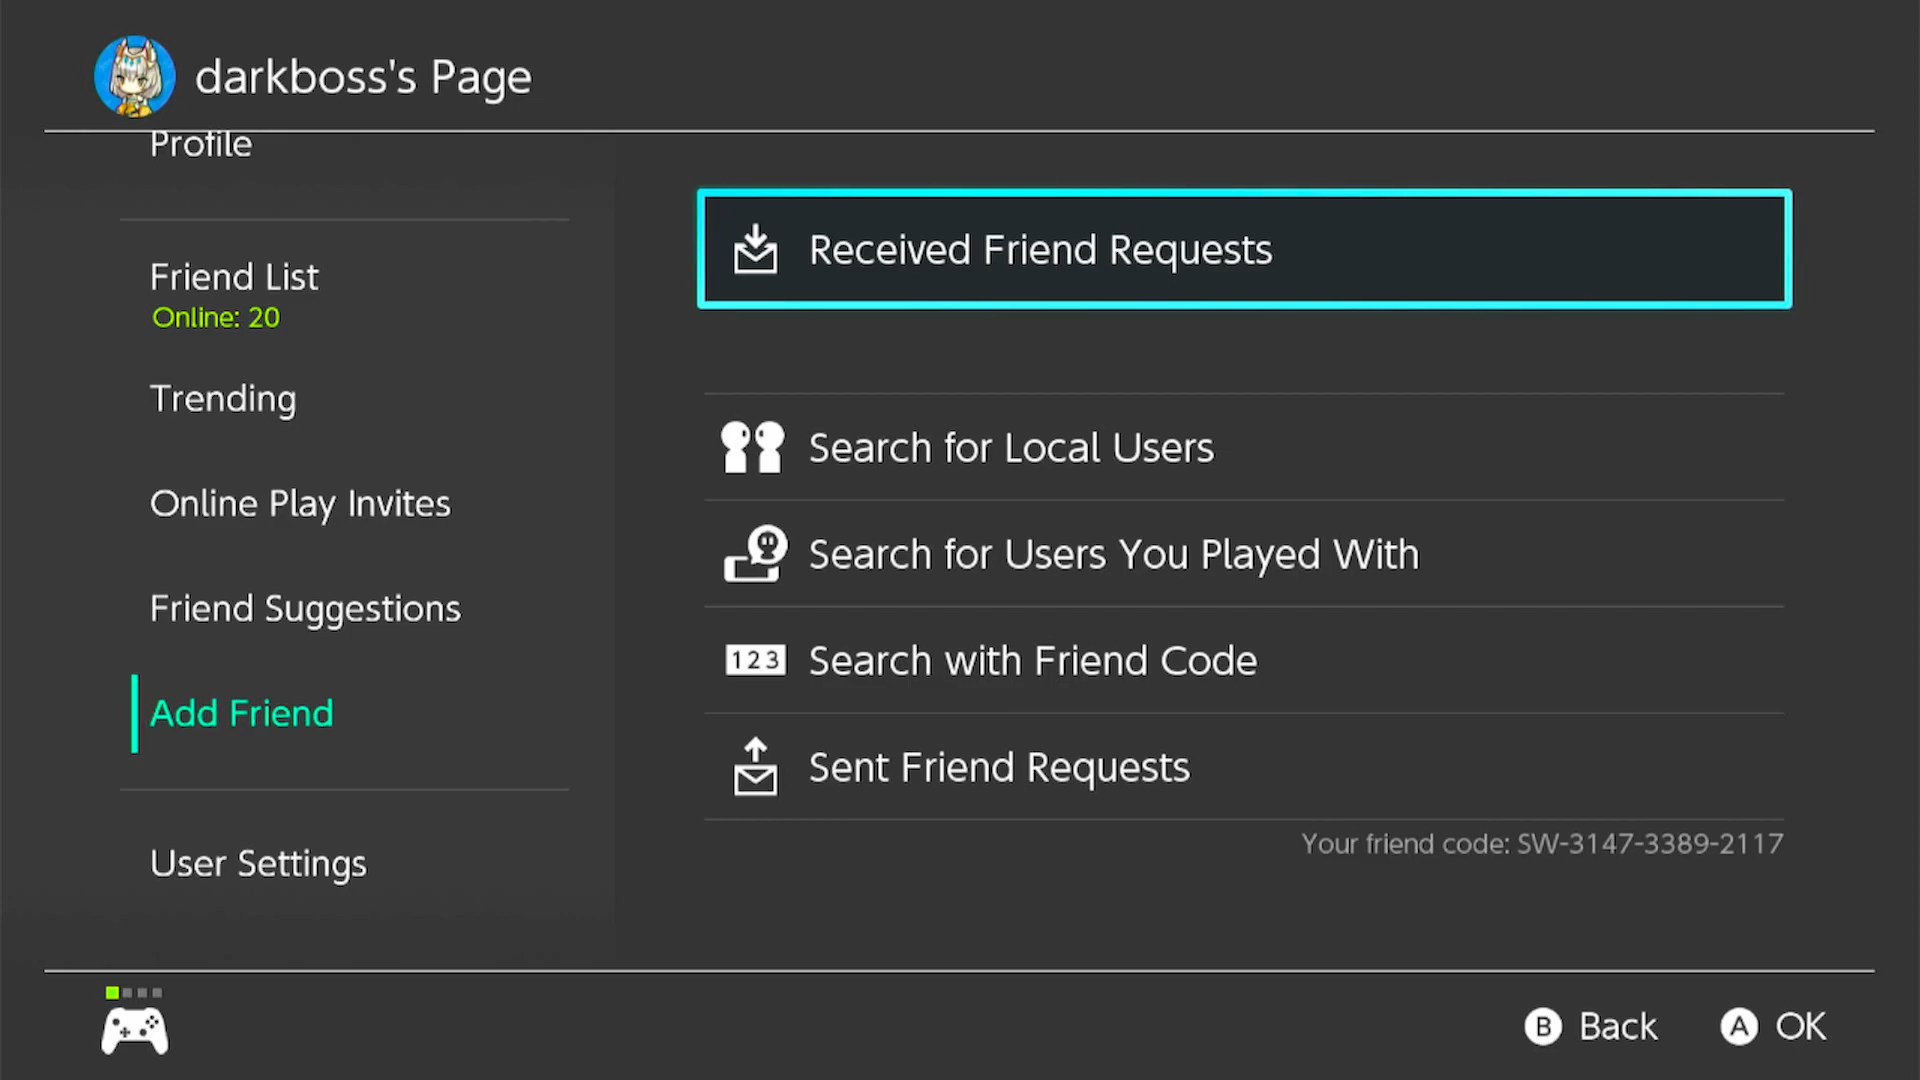 darkboss's Page
Profile
Friend List
Online: 20
Trending
Online Play Invites
Friend Suggestions
Add Friend
User Settings
Received Friend Requests
Search for Local Users
Search for Users You Played With
123 Search with Friend Code
Sent Friend Requests
Your friend code: SW-3147-3389-2117
B Back A OK